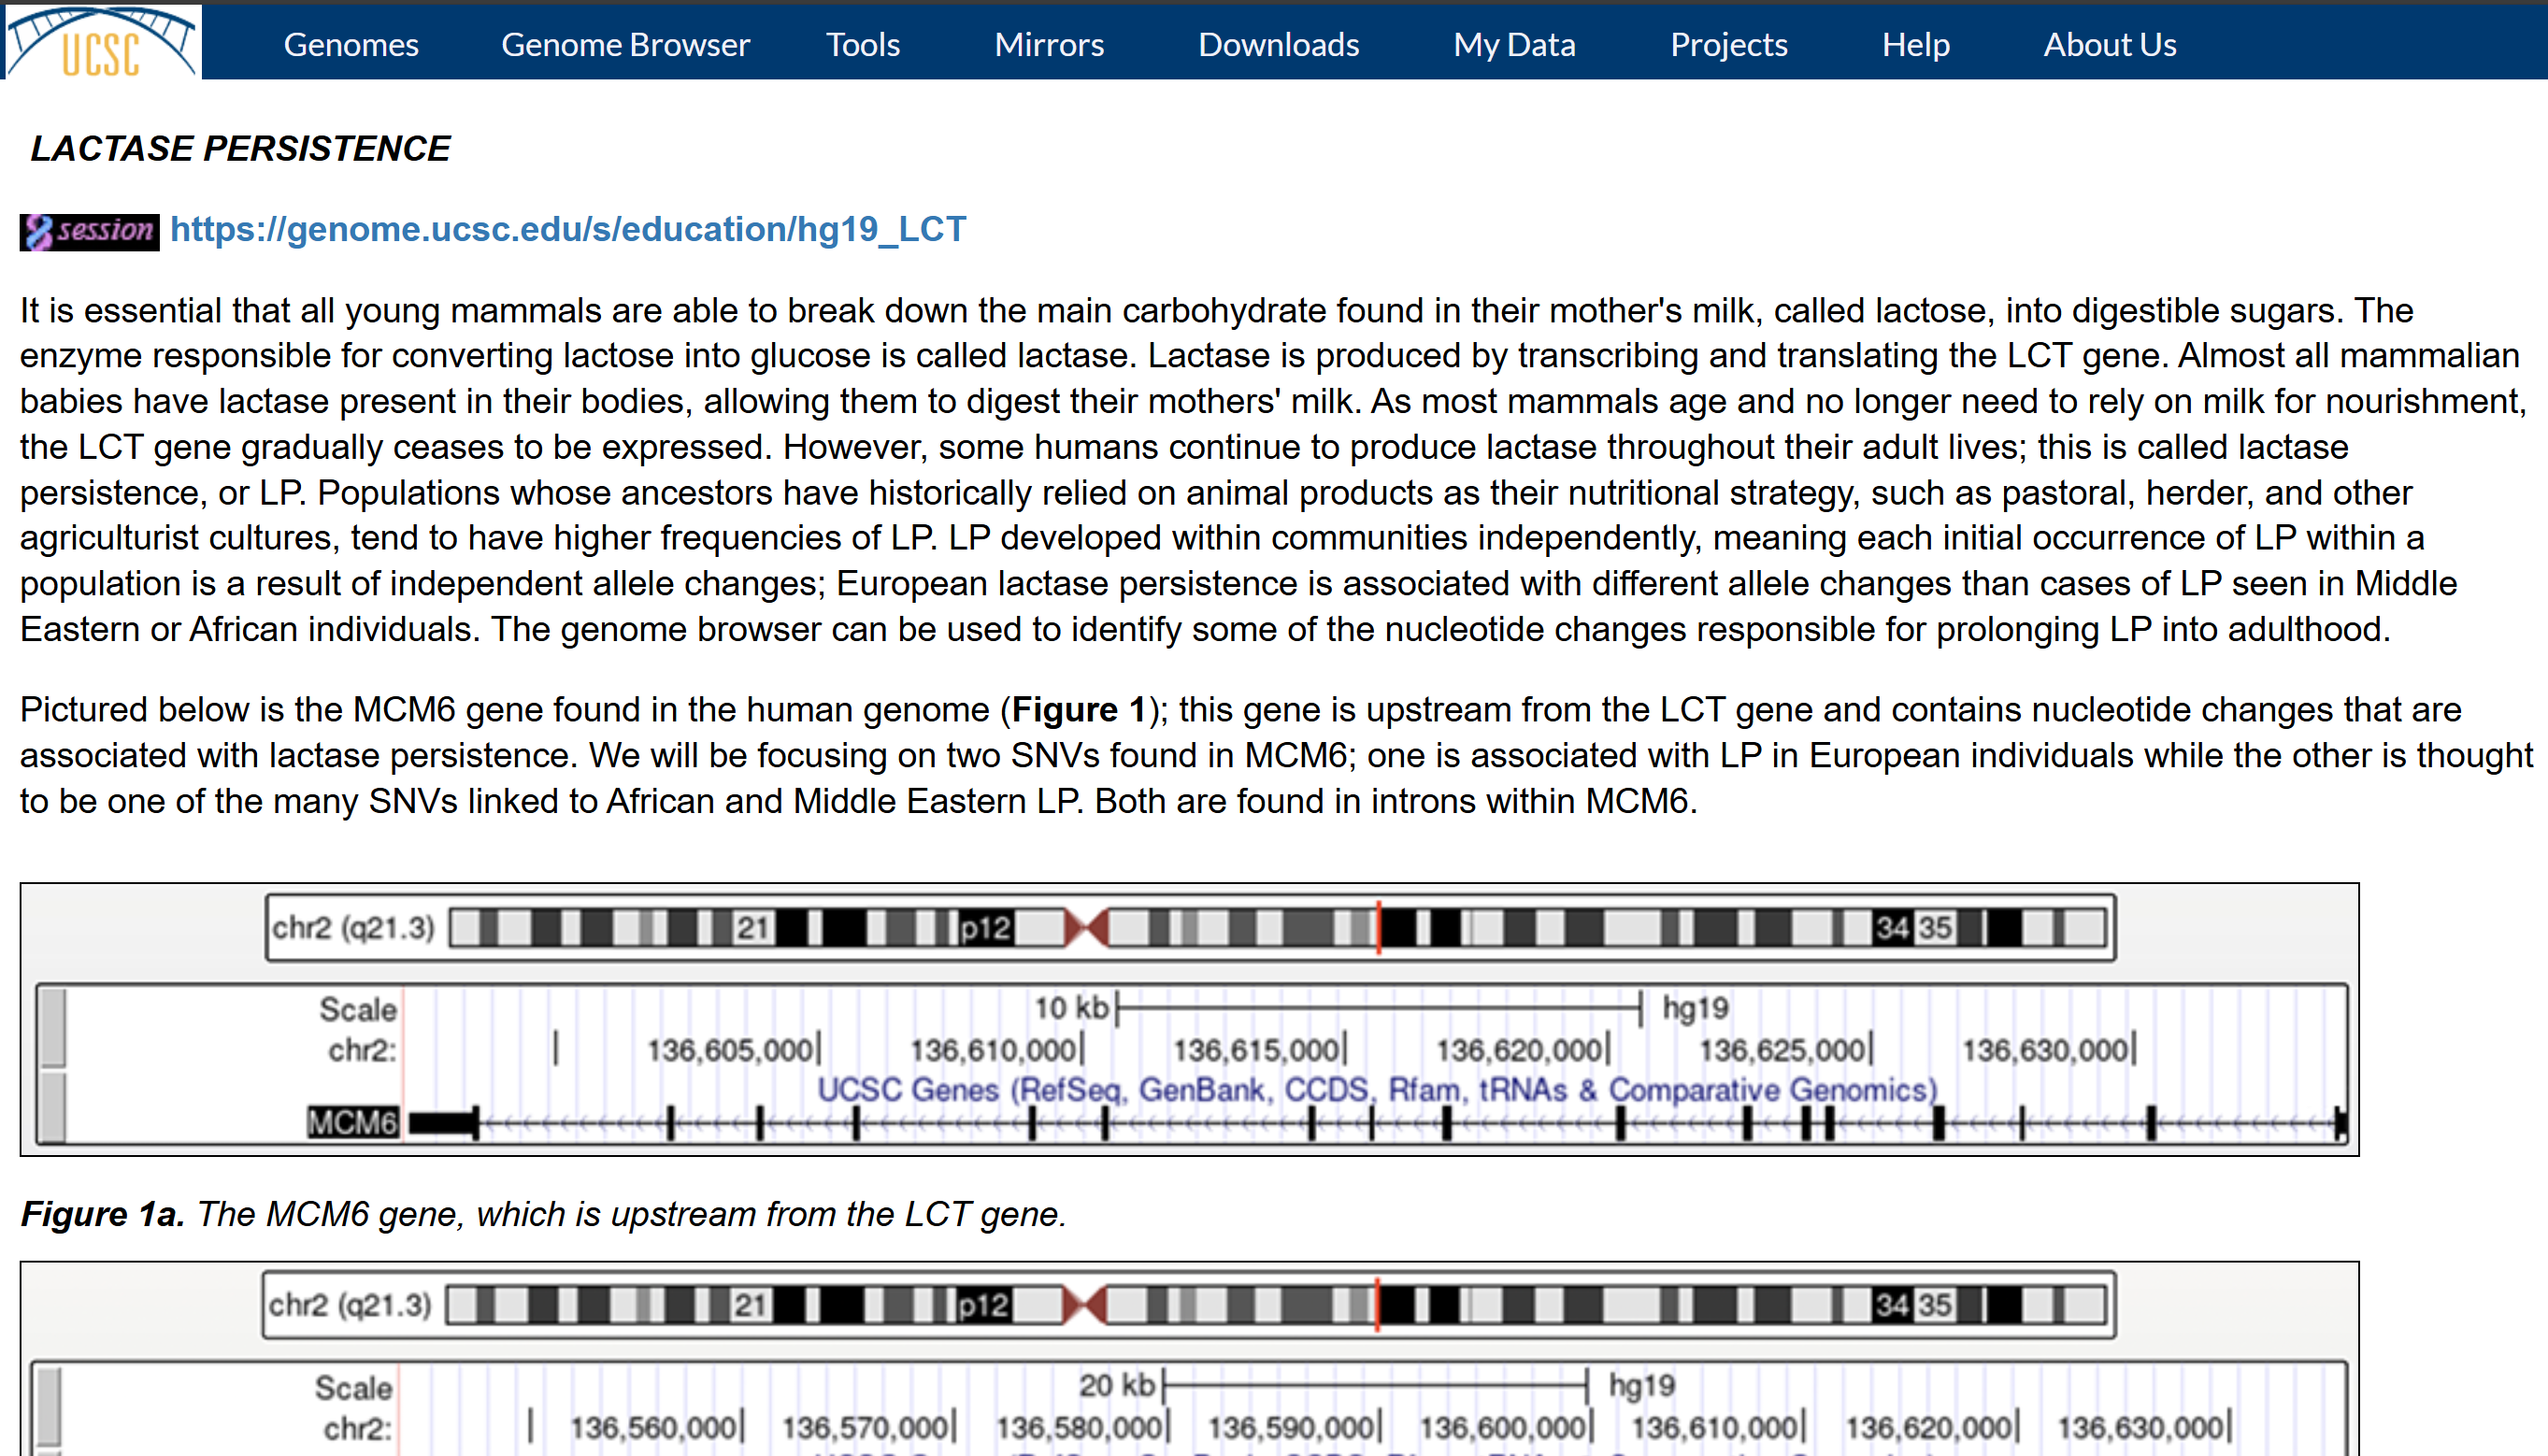 UCSC
Genomes Genome Browser Tools Mirrors Downloads My Data Projects Help About Us
LACTASE PERSISTENCE
session https://genome.ucsc.edu/s/education/hg19_LCT
It is essential that all young mammals are able to break down the main carbohydrate found in their mother's milk, called lactose, into digestible sugars. The
enzyme responsible for converting lactose into glucose is called lactase. Lactase is produced by transcribing and translating the LCT gene. Almost all mammalian
babies have lactase present in their bodies, allowing them to digest their mothers' milk. As most mammals age and no longer need to rely on milk for nourishment,
the LCT gene gradually ceases to be expressed. However, some humans continue to produce lactase throughout their adult lives; this is called lactase
persistence, or LP. Populations whose ancestors have historically relied on animal products as their nutritional strategy, such as pastoral, herder, and other
agriculturist cultures, tend to have higher frequencies of LP. LP developed within communities independently, meaning each initial occurrence of LP within a
population is a result of independent allele changes; European lactase persistence is associated with different allele changes than cases of LP seen in Middle
Eastern or African individuals. The genome browser can be used to identify some of the nucleotide changes responsible for prolonging LP into adulthood.
Pictured below is the MCM6 gene found in the human genome (Figure 1); this gene is upstream from the LCT gene and contains nucleotide changes that are
associated with lactase persistence. We will be focusing on two SNVs found in MCM6; one is associated with LP in European individuals while the other is thought
to be one of the many SNVs linked to African and Middle Eastern LP. Both are found in introns within MCM6.
chr2 (q21.3) 21 p12 34 35
Scale 10 kb hg19
chr2: 136,605,000 136,610,000 136,615,000 136,620,000 136,625,000 136,630,000
UCSC Genes (RefSeq, GenBank, CCDS, Rfam, tRNAs & Comparative Genomics)
MCM6
Figure 1a. The MCM6 gene, which is upstream from the LCT gene.
chr2 (q21.3) 21 p12 34 35
Scale 20 kb hg19
chr2: 136,560,000 136,570,000 136,580,000 136,590,000 136,600,000 136,610,000 136,620,000 136,630,000